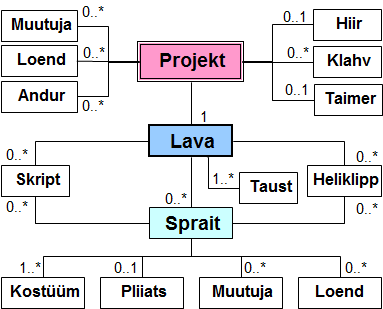 Muutuja 0..* 0..1 Hiir
Loend 0..* Projekt 0..* Klahv
Andur 0..* 0..1 Taimer
1
Lava
0..* 0..*
Skript 1..* Taust Heliklipp
0..* 0..* 0..*
Sprait
1..* 0..1 0..* 0..*
Kostüüm Pliiats Muutuja Loend